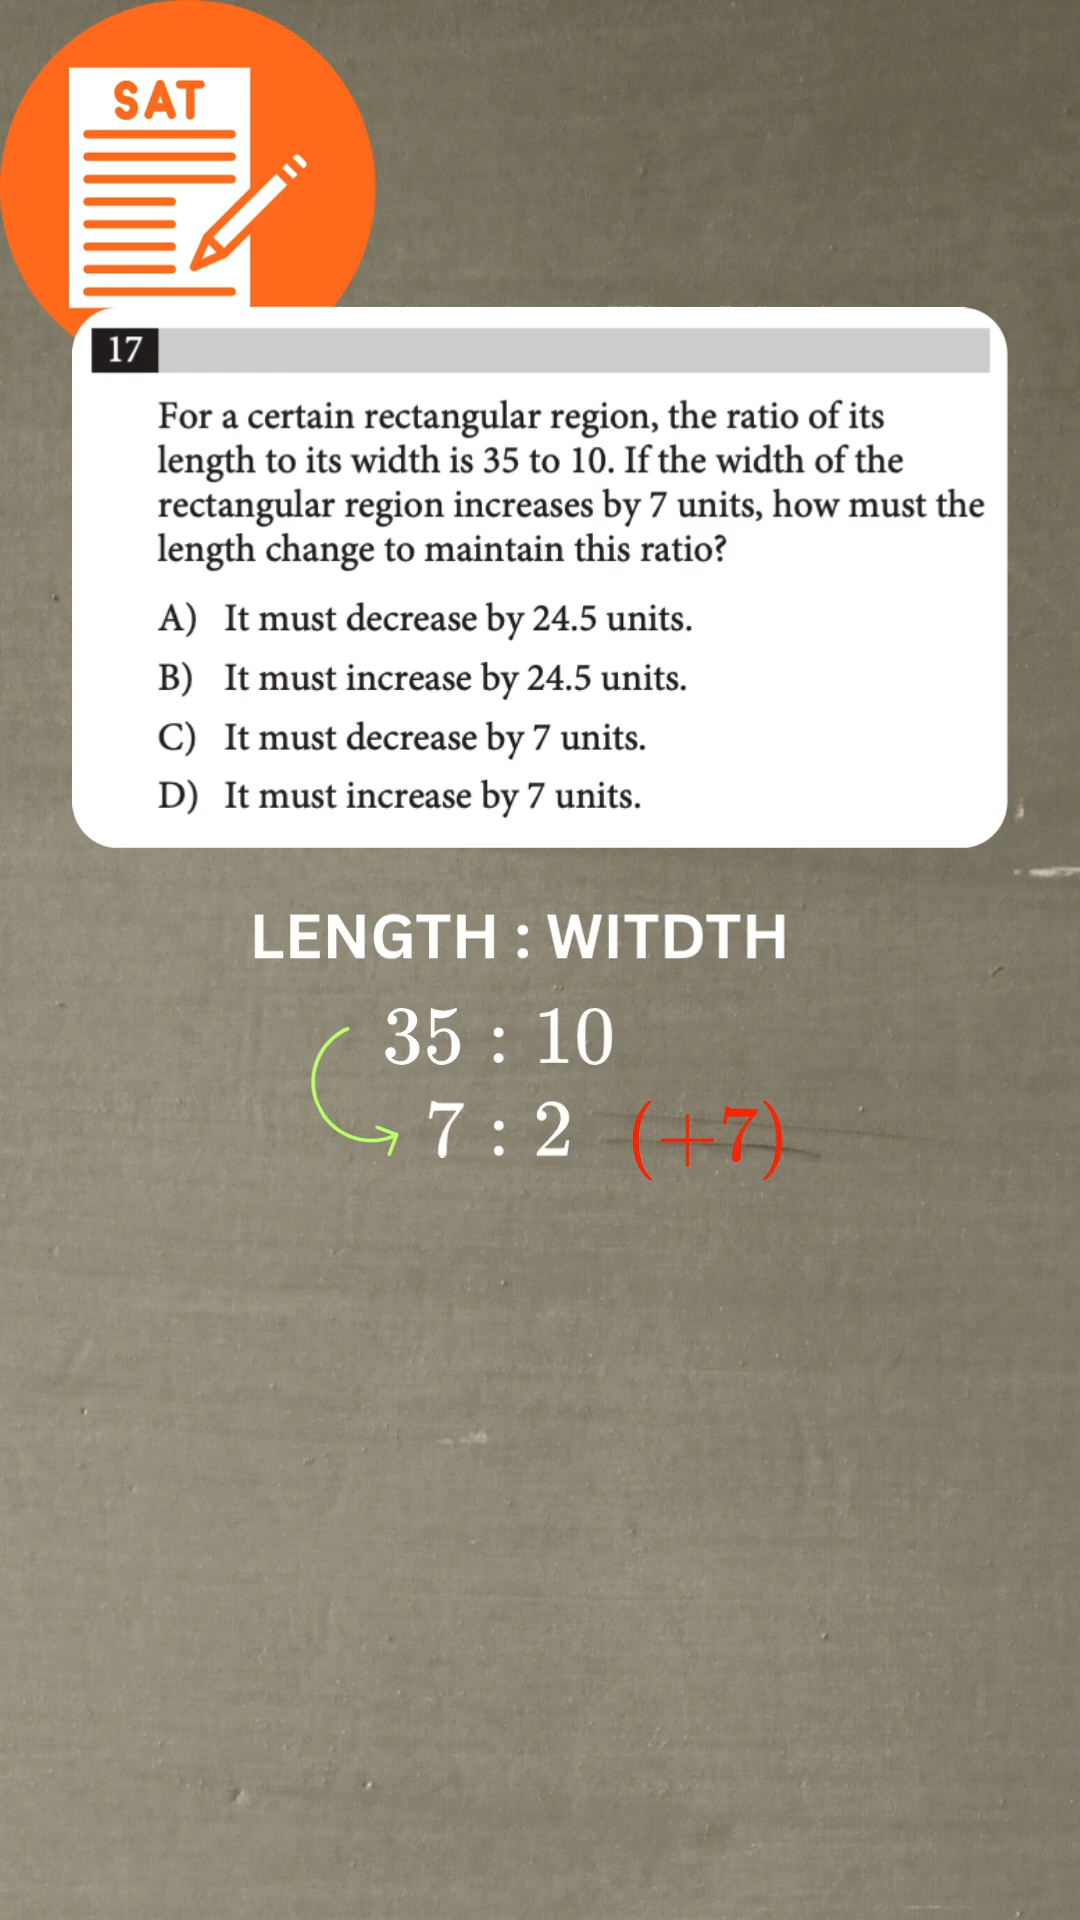 SAT
17
For a certain rectangular region, the ratio of its
length to its width is 35 to 10. If the width of the
rectangular region increases by 7 units, how must the
length change to maintain this ratio?
A) It must decrease by 24.5 units.
B) It must increase by 24.5 units.
C) It must decrease by 7 units.
D) It must increase by 7 units.
LENGTH : WITDTH
35 : 10
7 : 2 (+7)